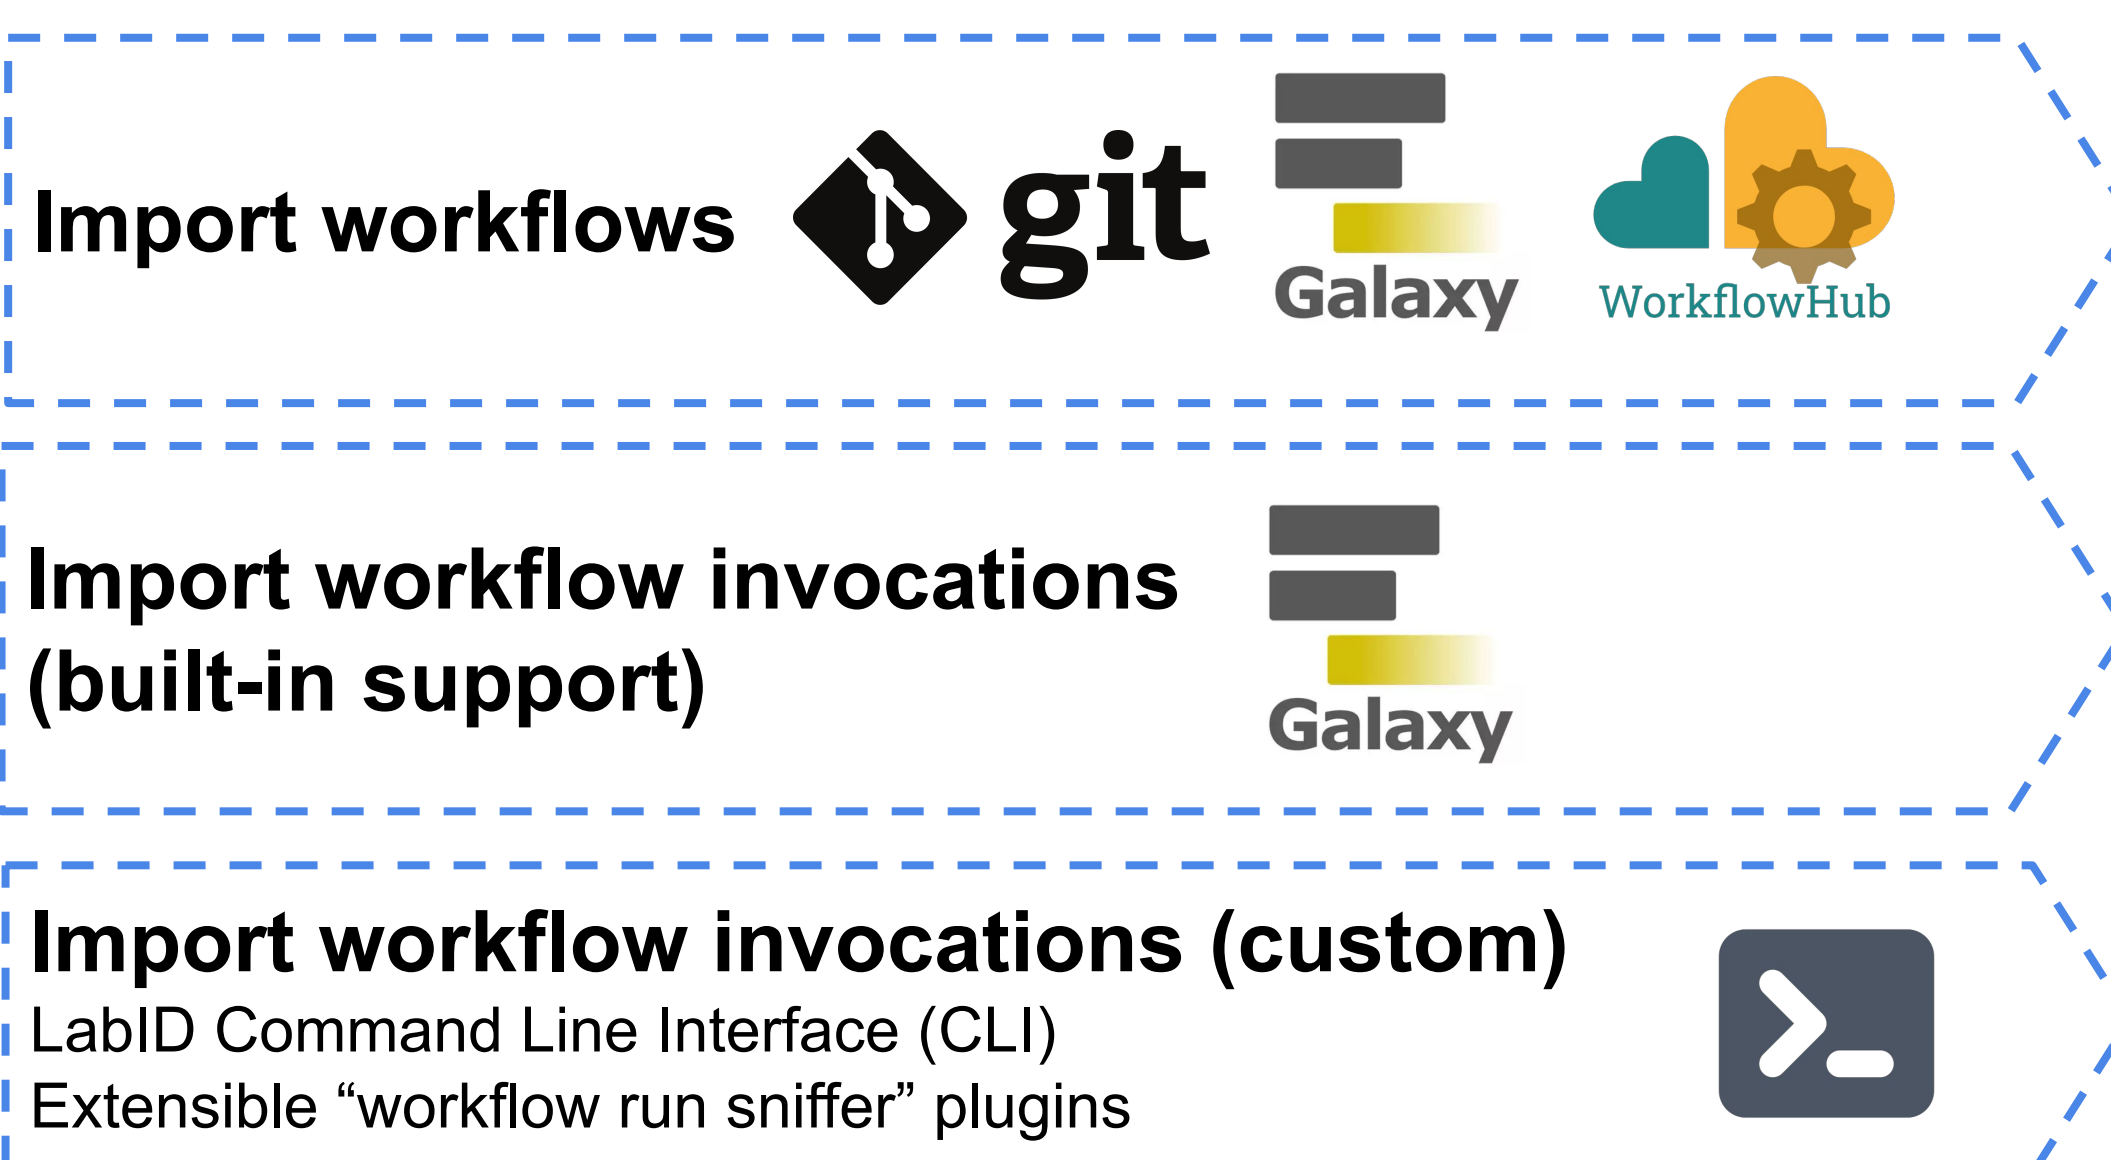 Import workflows
git
Galaxy
WorkflowHub
Import workflow invocations
(built-in support)
Galaxy
Import workflow invocations (custom)
LabID Command Line Interface (CLI)
Extensible “workflow run sniffer” plugins